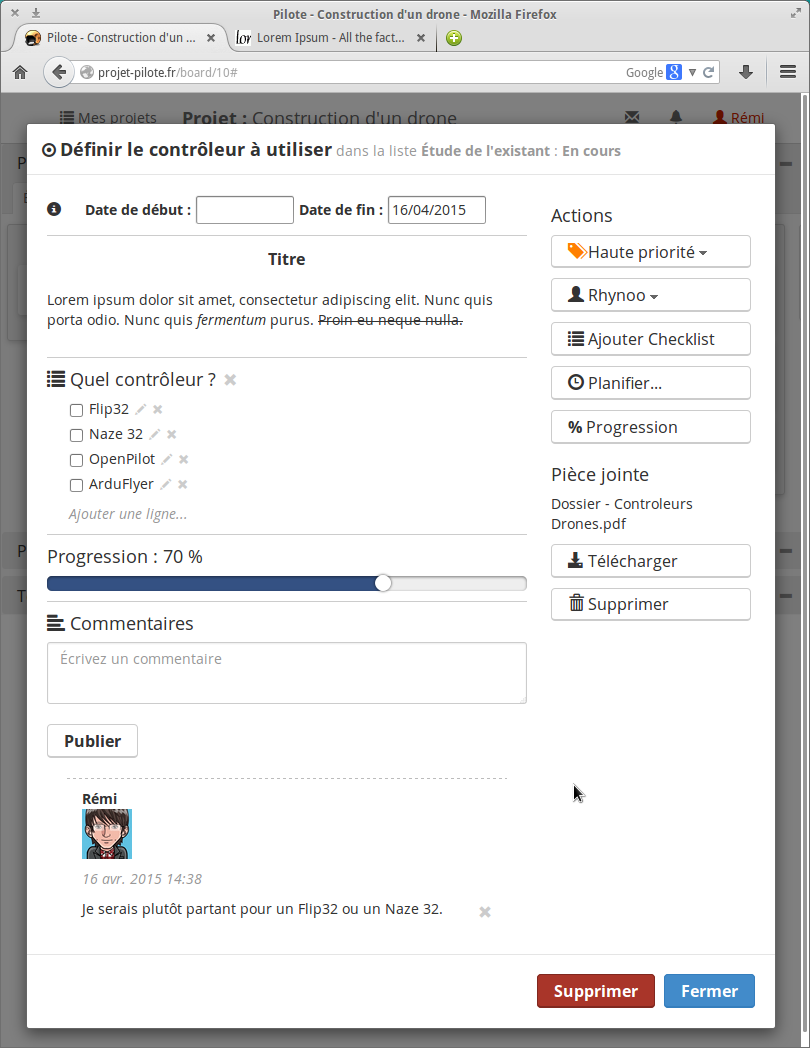 Pilote - Construction d'un drone - Mozilla Firefox
Pilote - Construction d'un ...
Lorem Ipsum - All the fact...
projet-pilote.fr/board/10#
Google
Mes projets
Projet : Construction d'un drone
Rémi
Définir le contrôleur à utiliser dans la liste Étude de l'existant : En cours
Date de début :
Date de fin : 16/04/2015
Titre
Lorem ipsum dolor sit amet, consectetur adipiscing elit. Nunc quis
porta odio. Nunc quis fermentum purus. Proin eu neque nulla.
Quel contrôleur ?
Flip32
Naze 32
OpenPilot
ArduFlyer
Ajouter une ligne...
Progression : 70 %
Commentaires
Écrivez un commentaire
Publier
Rémi
16 avr. 2015 14:38
Je serais plutôt partant pour un Flip32 ou un Naze 32.
Actions
Haute priorité
Rhynoo
Ajouter Checklist
Planifier...
% Progression
Pièce jointe
Dossier - Controleurs
Drones.pdf
Télécharger
Supprimer
Supprimer
Fermer